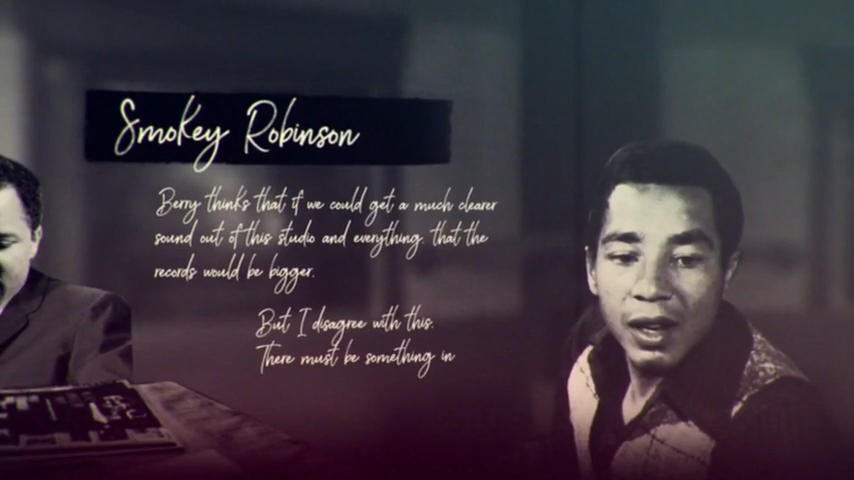 Smokey Robinson
Berry thinks that if we could get a much clearer
sound out of this studio and everything. that the
records would be bigger.
But I disagree with this.
There must be something in